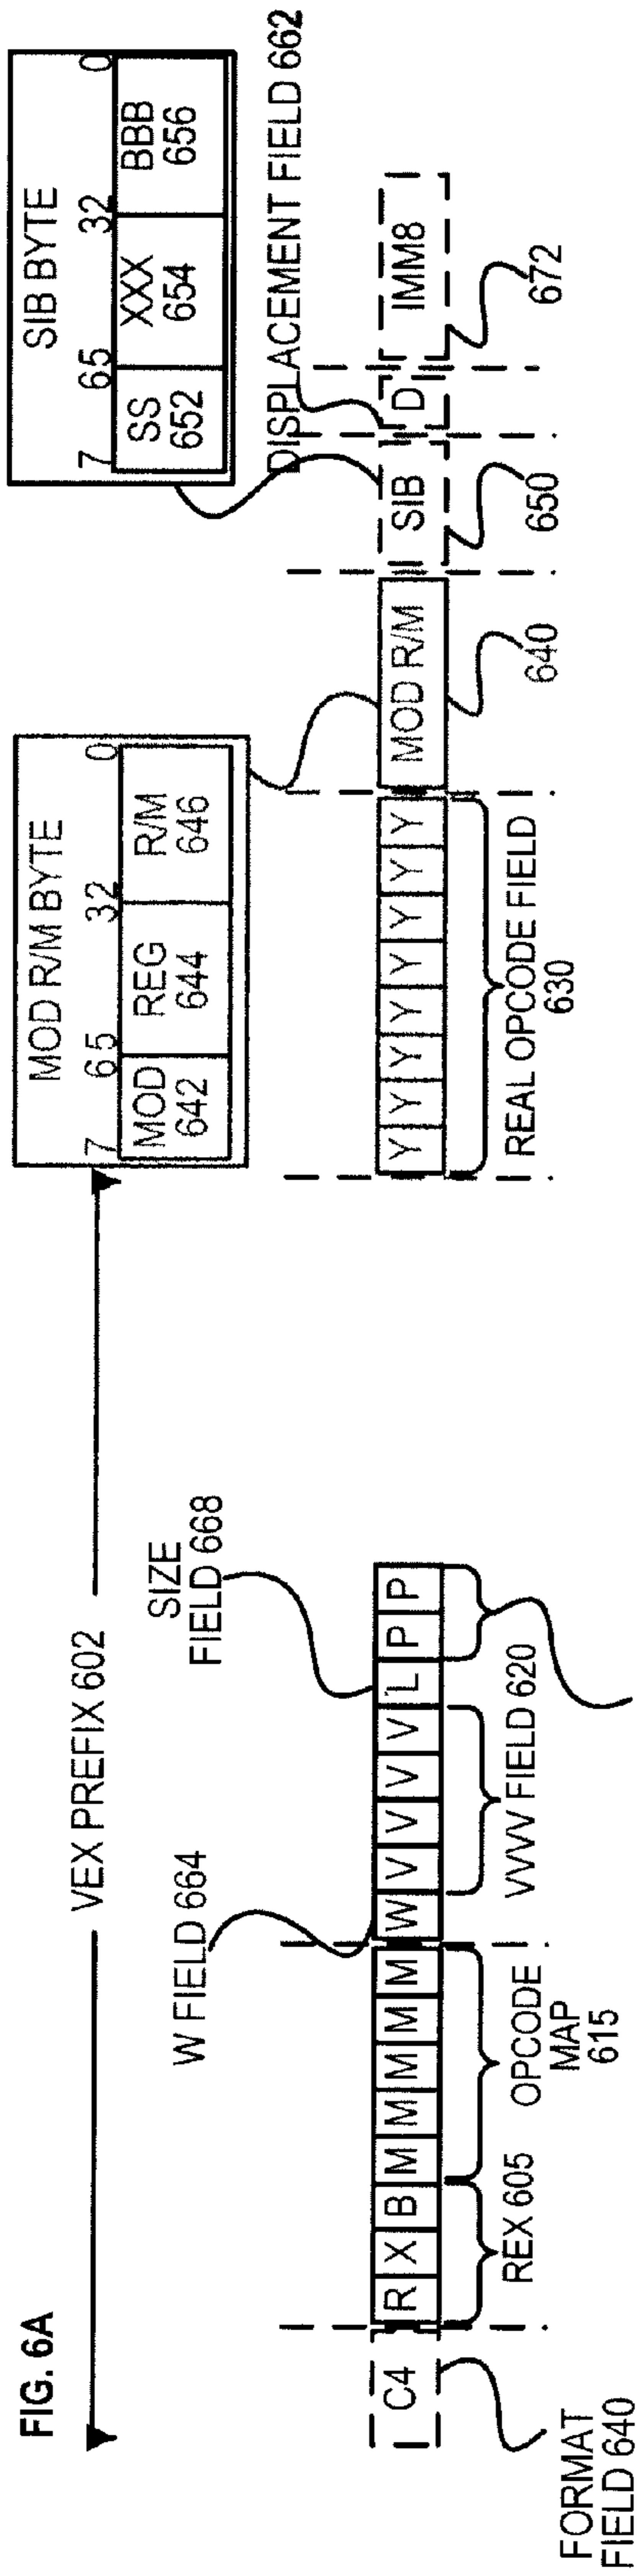 FIG. 6A
VEX PREFIX 602
MOD R/M BYTE
7 6 5 3 2 0
MOD 642
REG 644
R/M 646
SIB BYTE
7 6 5 3 2 0
SS 652
XXX 654
BBB 656
W FIELD 664
SIZE
FIELD 668
DISPLACEMENT FIELD 662
C4 R X B M M M M M W V V V V L P P Y Y Y Y Y Y Y Y MOD R/M SIB D IMM8
FORMAT
FIELD 640
REX 605
OPCODE
MAP
615
VVVV FIELD 620
REAL OPCODE FIELD
630
640
650
672